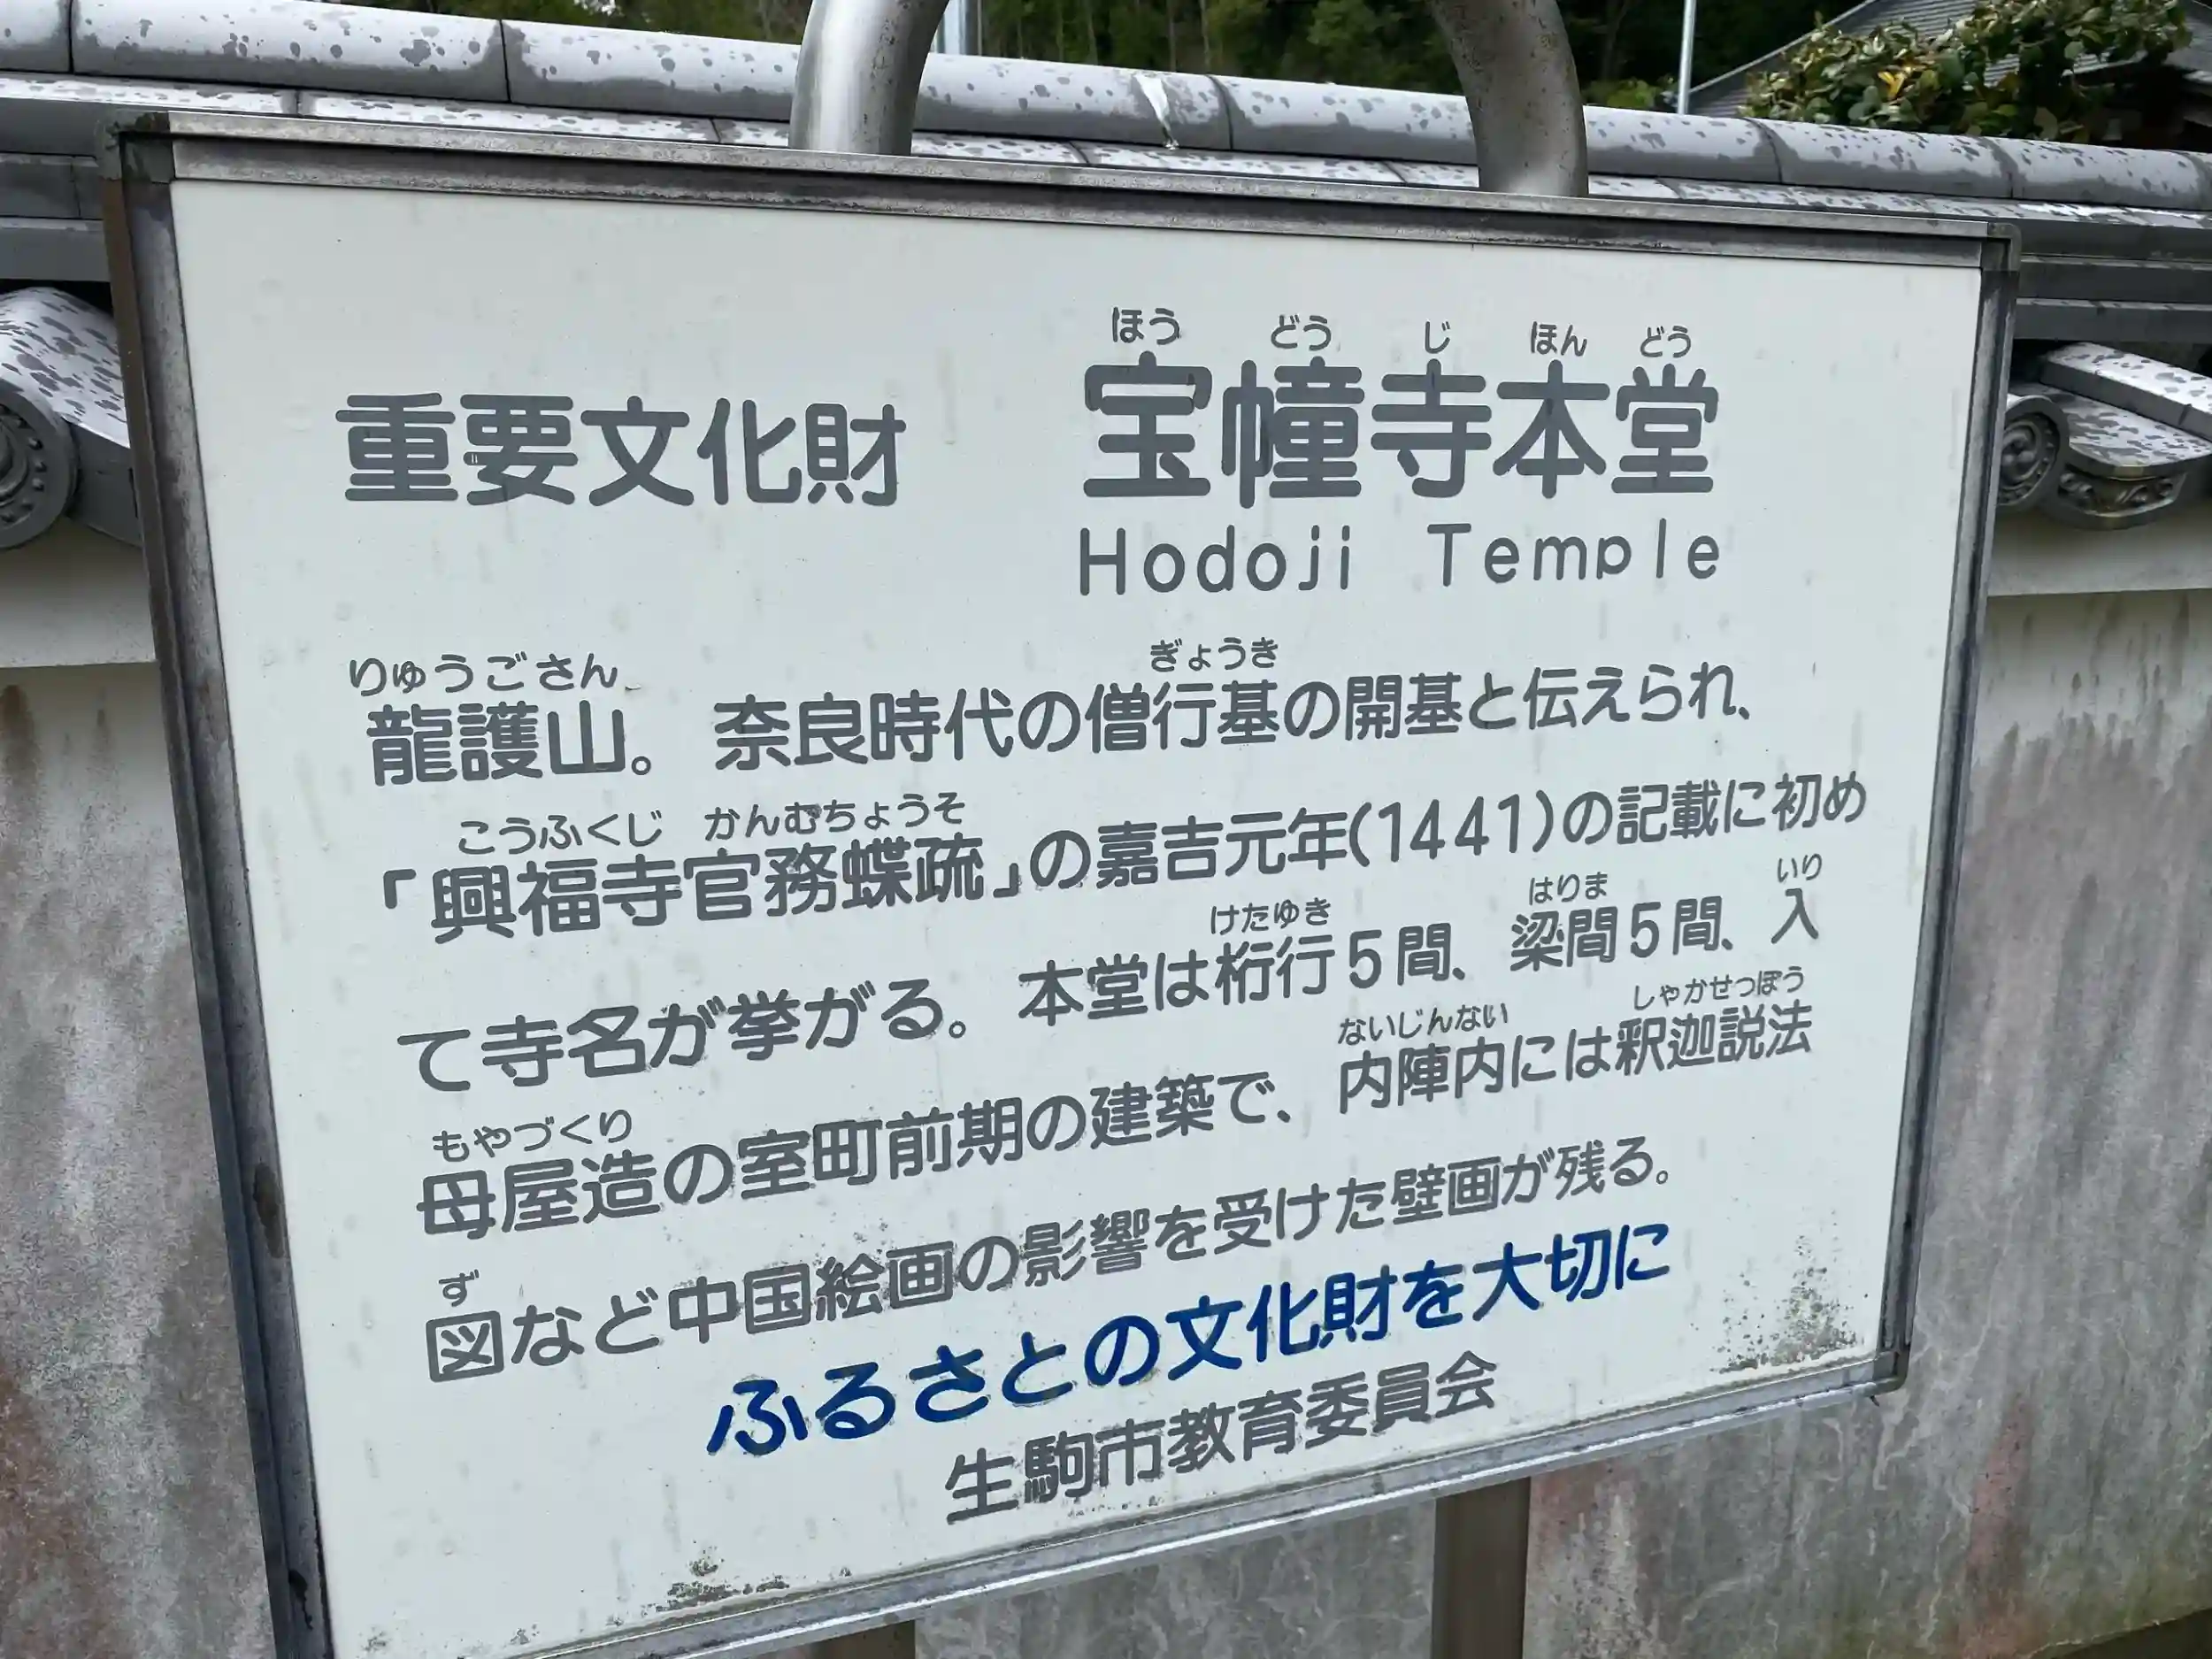 ほう どう じ ほん どう
重要文化財 宝幢寺本堂
Hodoji Temple
りゅうごさん ぎょうき
龍護山。奈良時代の僧行基の開基と伝えられ、
こうふくじ かんむちょうそ
「興福寺官務蝶疏」の嘉吉元年(1441)の記載に初め
けたゆき はりま いり
て寺名が挙がる。本堂は桁行5間、梁間5間、入
もやづくり ないじんない しゃかせっぽう
母屋造の室町前期の建築で、内陣内には釈迦説法
ず
図など中国絵画の影響を受けた壁画が残る。
ふるさとの文化財を大切に
生駒市教育委員会